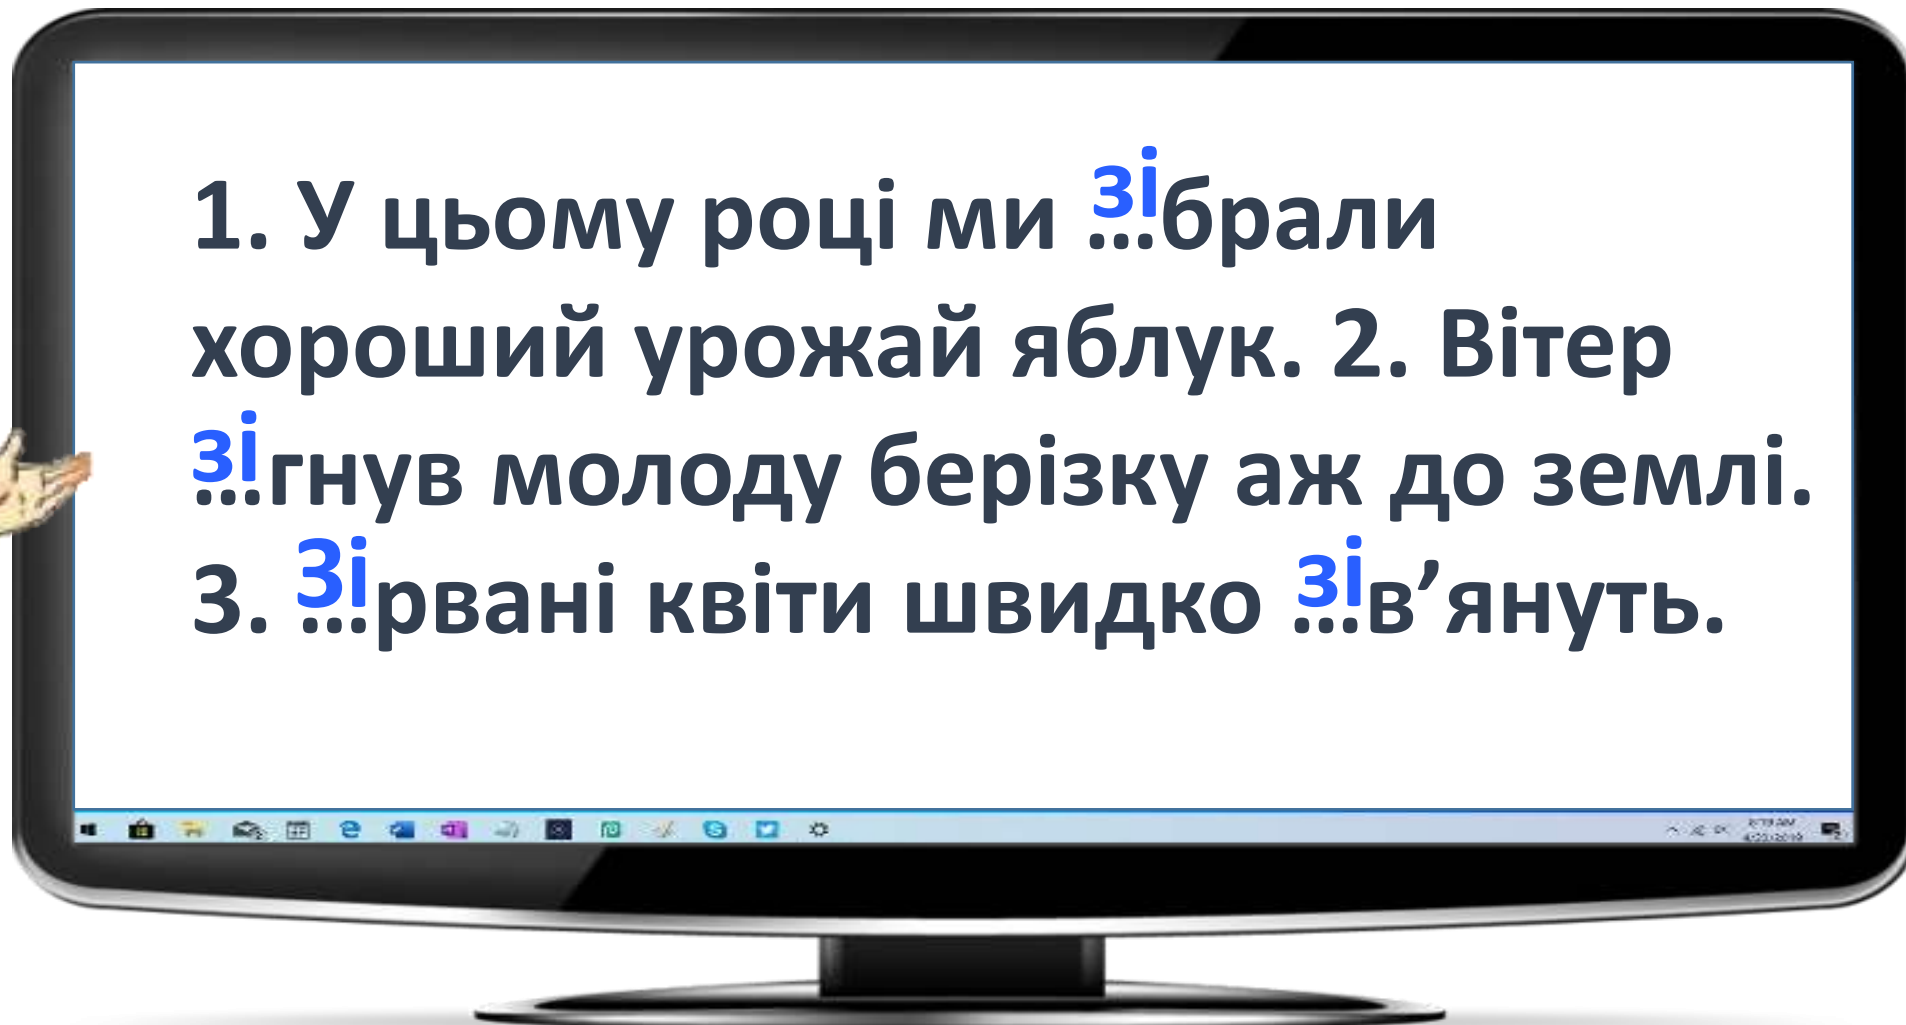 1. У цьому році ми зі...брали
хороший урожай яблук. 2. Вітер
зі...гнув молоду берізку аж до землі.
3. Зі...рвані квіти швидко зі...в’януть.